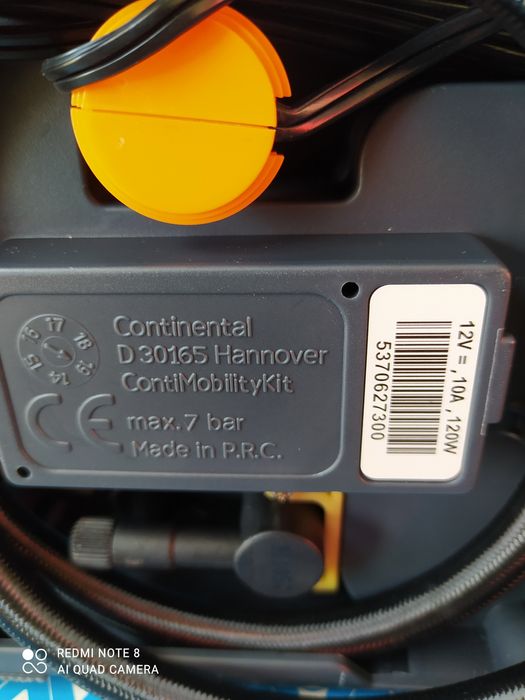 Continental
D 30165 Hannover
ContiMobilityKit
CE max. 7 bar
Made in P.R.C.
14 15 16 17 18 19
12V = , 10A , 120W
5370627300
REDMI NOTE 8
AI QUAD CAMERA